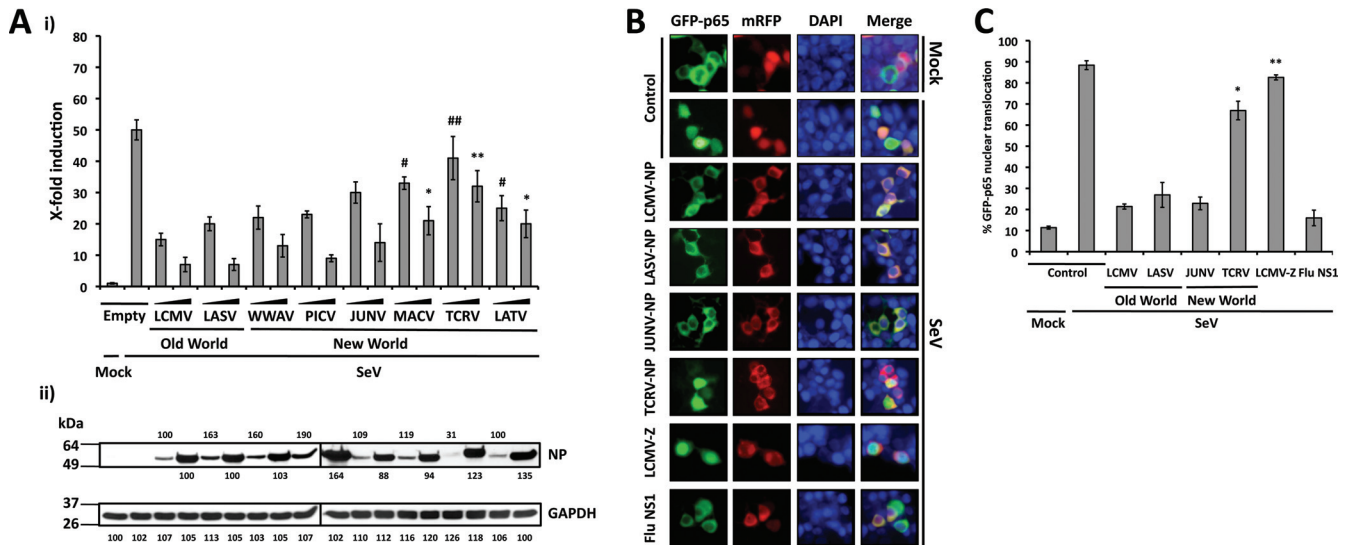 A
i)
X-fold induction
80
70
60
50
40
30
20
10
0
# ## # 
* ** *
Empty LCMV LASV WWAV PICV JUNV MACV TCRV LATV
Old World New World
Mock SeV
ii)
kDa
100 163 160 190 109 119 31 100
64
49
NP
100 100 103 164 88 94 123 135
37
26
GAPDH
100 102 107 105 113 105 103 105 107 102 110 112 116 120 126 118 106 100
B
GFP-p65 mRFP DAPI Merge
Control
LCMV-NP
LASV-NP
JUNV-NP
TCRV-NP
LCMV-Z
Flu NS1
Mock
SeV
C
% GFP-p65 nuclear translocation
100
90
80
70
60
50
40
30
20
10
0
* **
Control LCMV LASV JUNV TCRV LCMV-Z Flu NS1
Old World New World
Mock SeV